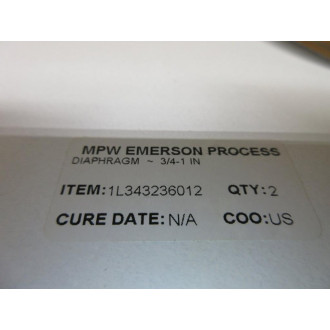 MPW EMERSON PROCESS
DIAPHRAGM ~ 3/4-1 IN
ITEM:1L343236012 QTY:2
CURE DATE:N/A COO:US